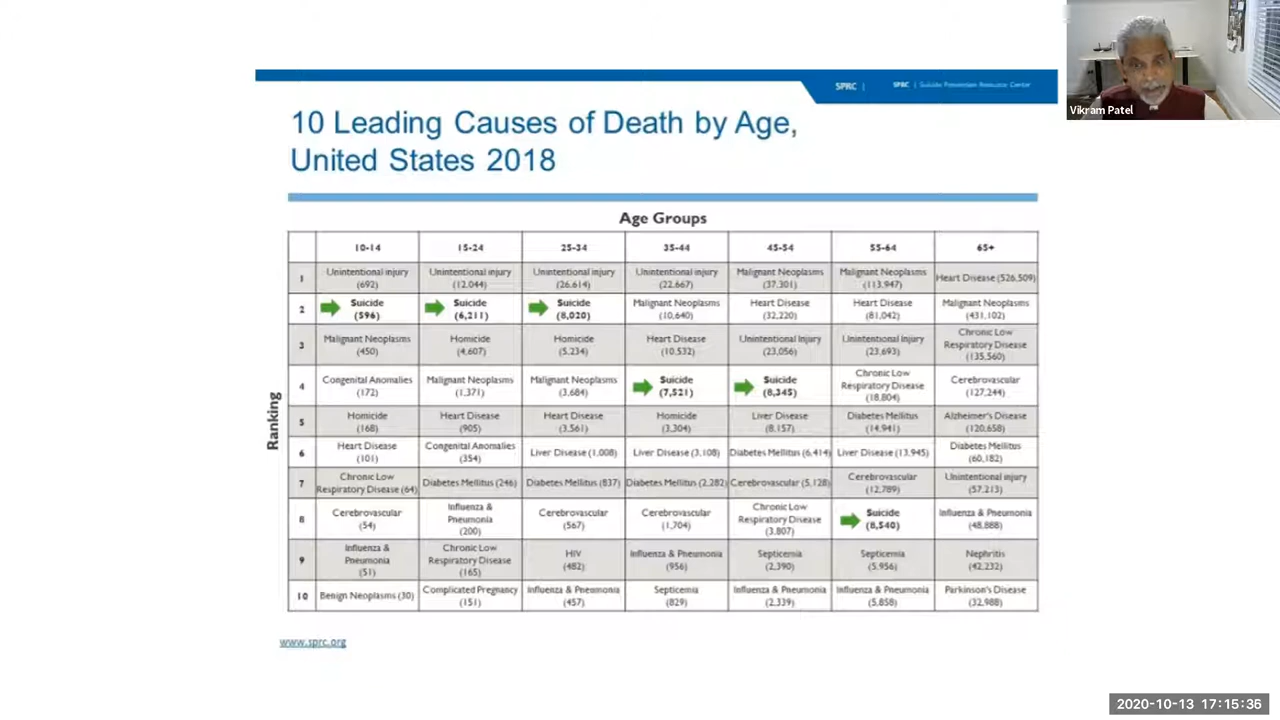 SPRC | SPRC | Suicide Prevention Resource Center
Vikram Patel
10 Leading Causes of Death by Age,
United States 2018
Age Groups
10-14 15-24 25-34 35-44 45-54 55-64 65+
Ranking
1 Unintentional injury (692) Unintentional injury (12,044) Unintentional injury (26,614) Unintentional injury (22,667) Malignant Neoplasms (37,301) Malignant Neoplasms (113,947) Heart Disease (526,509)
2 Suicide (596) Suicide (6,211) Suicide (8,020) Malignant Neoplasms (10,640) Heart Disease (32,220) Heart Disease (81,042) Malignant Neoplasms (431,102)
3 Malignant Neoplasms (450) Homicide (4,607) Homicide (5,234) Heart Disease (10,532) Unintentional Injury (23,056) Unintentional Injury (23,693) Chronic Low Respiratory Disease (135,560)
4 Congenital Anomalies (172) Malignant Neoplasms (1,371) Malignant Neoplasms (3,684) Suicide (7,521) Suicide (8,345) Chronic Low Respiratory Disease (18,804) Cerebrovascular (127,244)
5 Homicide (168) Heart Disease (905) Heart Disease (3,561) Homicide (3,304) Liver Disease (8,157) Diabetes Mellitus (14,941) Alzheimer's Disease (120,658)
6 Heart Disease (101) Congenital Anomalies (354) Liver Disease (1,008) Liver Disease (3,108) Diabetes Mellitus (6,414) Liver Disease (13,945) Diabetes Mellitus (60,182)
7 Chronic Low Respiratory Disease (64) Diabetes Mellitus (246) Diabetes Mellitus (837) Diabetes Mellitus (2,282) Cerebrovascular (5,128) Cerebrovascular (12,789) Unintentional injury (57,213)
8 Cerebrovascular (54) Influenza & Pneumonia (200) Cerebrovascular (567) Cerebrovascular (1,704) Chronic Low Respiratory Disease (3,807) Suicide (8,540) Influenza & Pneumonia (48,888)
9 Influenza & Pneumonia (51) Chronic Low Respiratory Disease (165) HIV (482) Influenza & Pneumonia (956) Septicemia (2,390) Septicemia (5,956) Nephritis (42,232)
10 Benign Neoplasms (30) Complicated Pregnancy (151) Influenza & Pneumonia (457) Septicemia (829) Influenza & Pneumonia (2,339) Influenza & Pneumonia (5,858) Parkinson's Disease (32,988)
www.sprc.org
2020-10-13 17:15:36